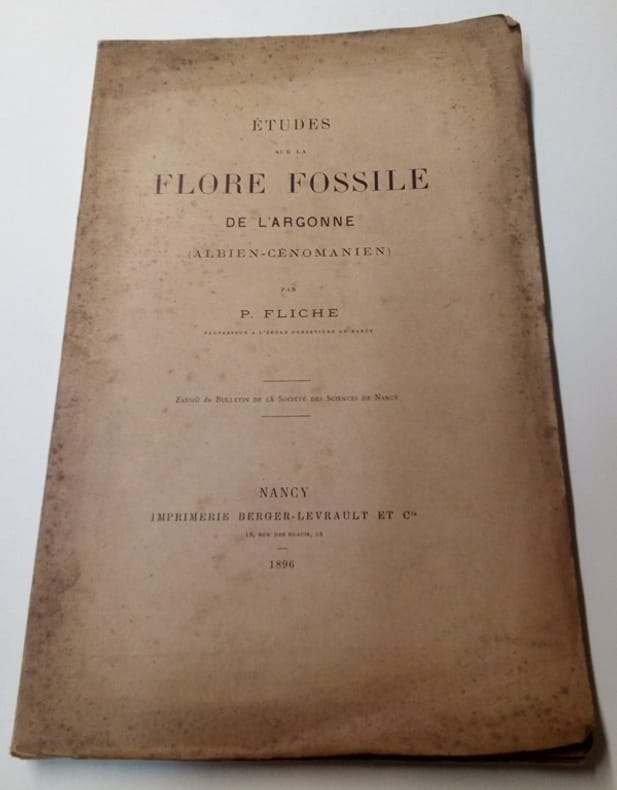 ÉTUDES
SUR LA
FLORE FOSSILE
DE L'ARGONNE
(ALBIEN-CÉNOMANIEN)
PAR
P. FLICHE
PROFESSEUR A L'ÉCOLE FORESTIÈRE DE NANCY
Extrait du BULLETIN DE LA SOCIÉTÉ DES SCIENCES DE NANCY
NANCY
IMPRIMERIE BERGER-LEVRAULT ET Cie
18, RUE DES GLACIS, 18
1896